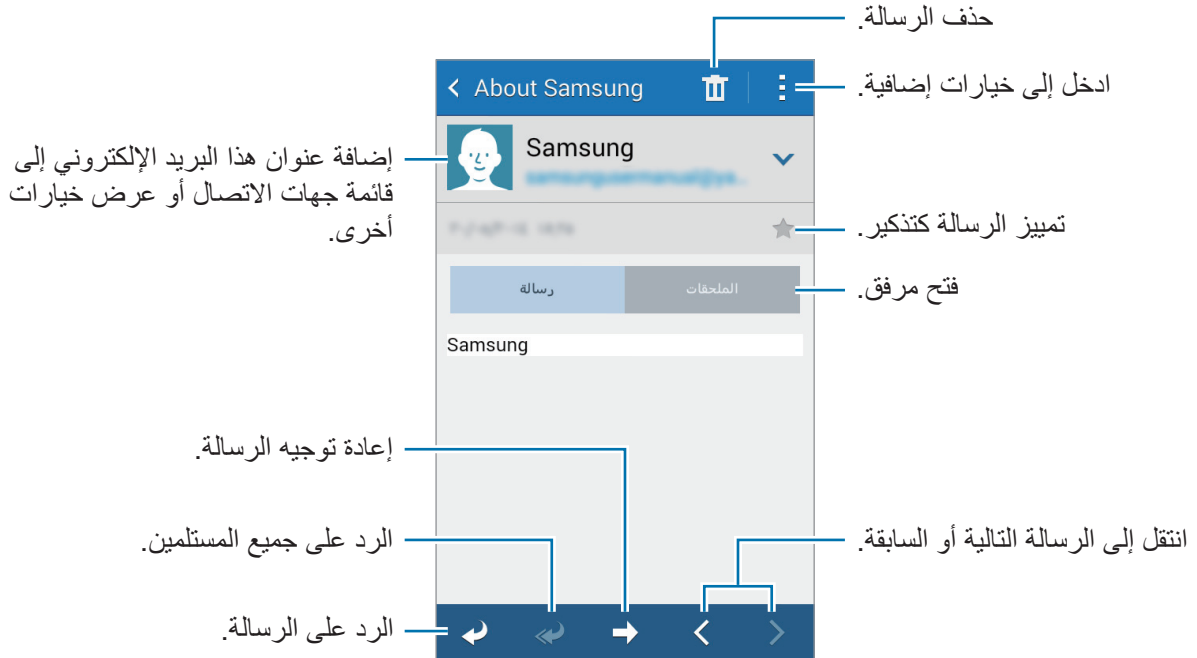 حذف الرسالة.
ادخل إلى خيارات إضافية.
About Samsung
Samsung
إضافة عنوان هذا البريد الإلكتروني إلى
قائمة جهات الاتصال أو عرض خيارات
أخرى.
تمييز الرسالة كتذكير.
رسالة
الملحقات
فتح مرفق.
Samsung
إعادة توجيه الرسالة.
الرد على جميع المستلمين.
انتقل إلى الرسالة التالية أو السابقة.
الرد على الرسالة.